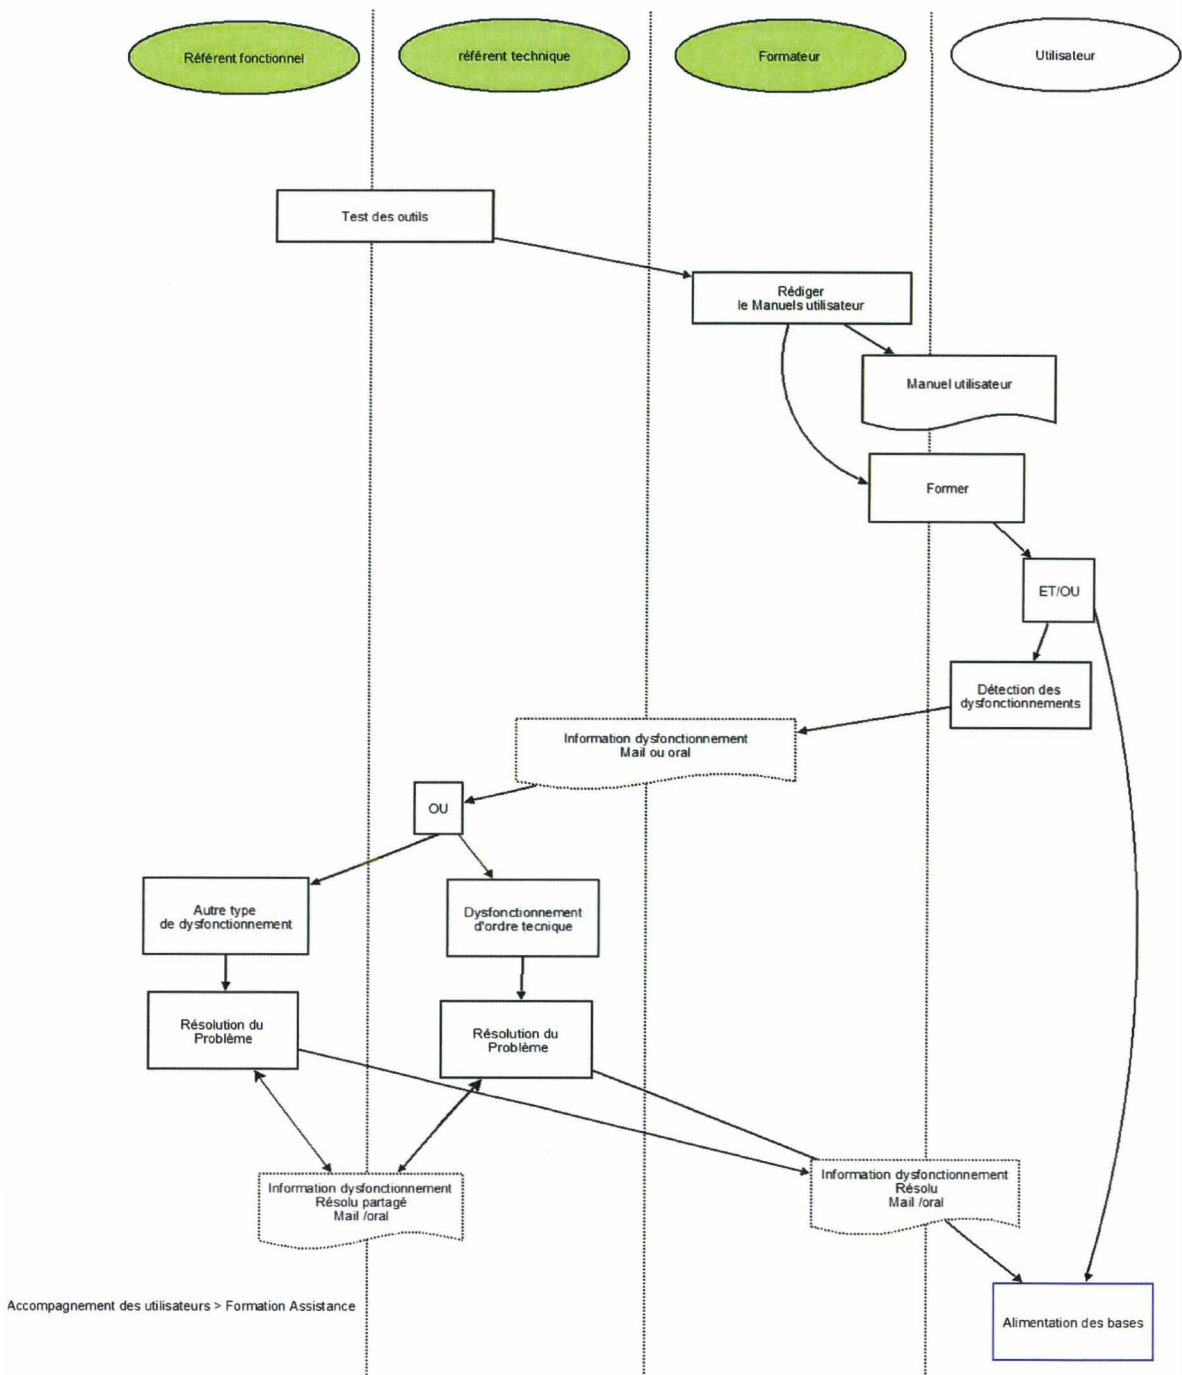 Référent fonctionnel
référent technique
Formateur
Utilisateur
Test des outils
Rédiger
le Manuels utilisateur
Manuel utilisateur
Former
ET/OU
Détection des
dysfonctionnements
Information dysfonctionnement
Mail ou oral
OU
Autre type
de dysfonctionnement
Dysfonctionnement
d'ordre tecnique
Résolution du
Problème
Résolution du
Problème
Information dysfonctionnement
Résolu partagé
Mail /oral
Information dysfonctionnement
Résolu
Mail /oral
Accompagnement des utilisateurs > Formation Assistance
Alimentation des bases